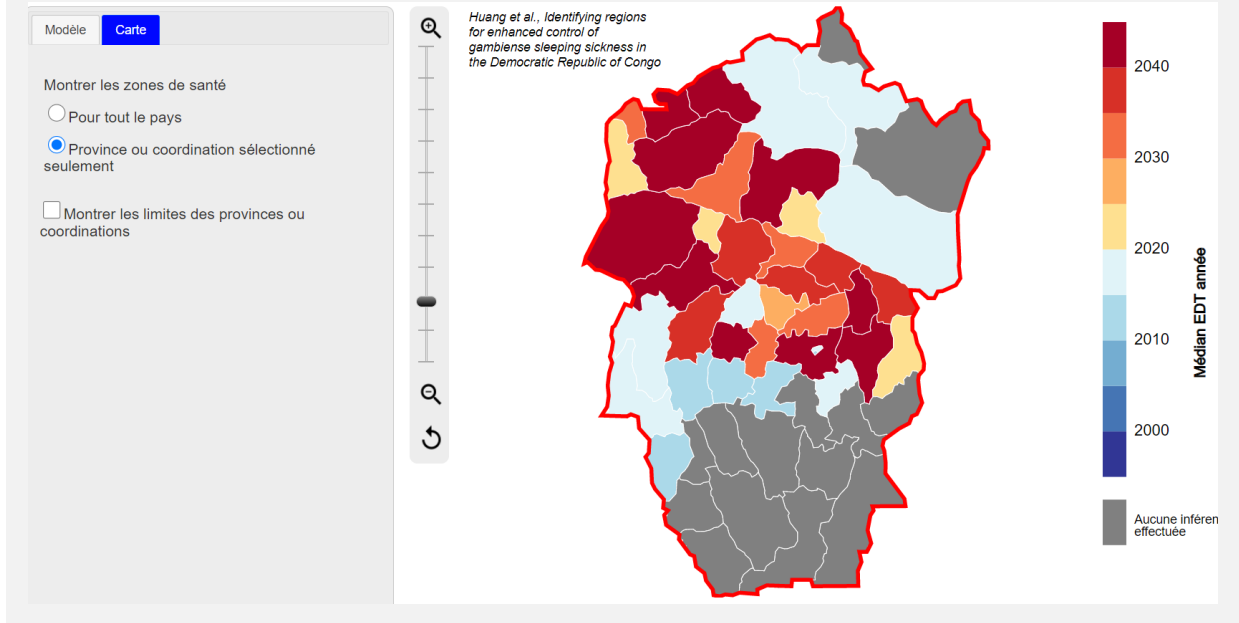 Modèle
Carte
Montrer les zones de santé
Pour tout le pays
Province ou coordination sélectionné
seulement
Montrer les limites des provinces ou
coordinations
Huang et al., Identifying regions
for enhanced control of
gambiense sleeping sickness in
the Democratic Republic of Congo
2040
2030
2020
2010
2000
Médian EDT année
Aucune inféren
effectuée